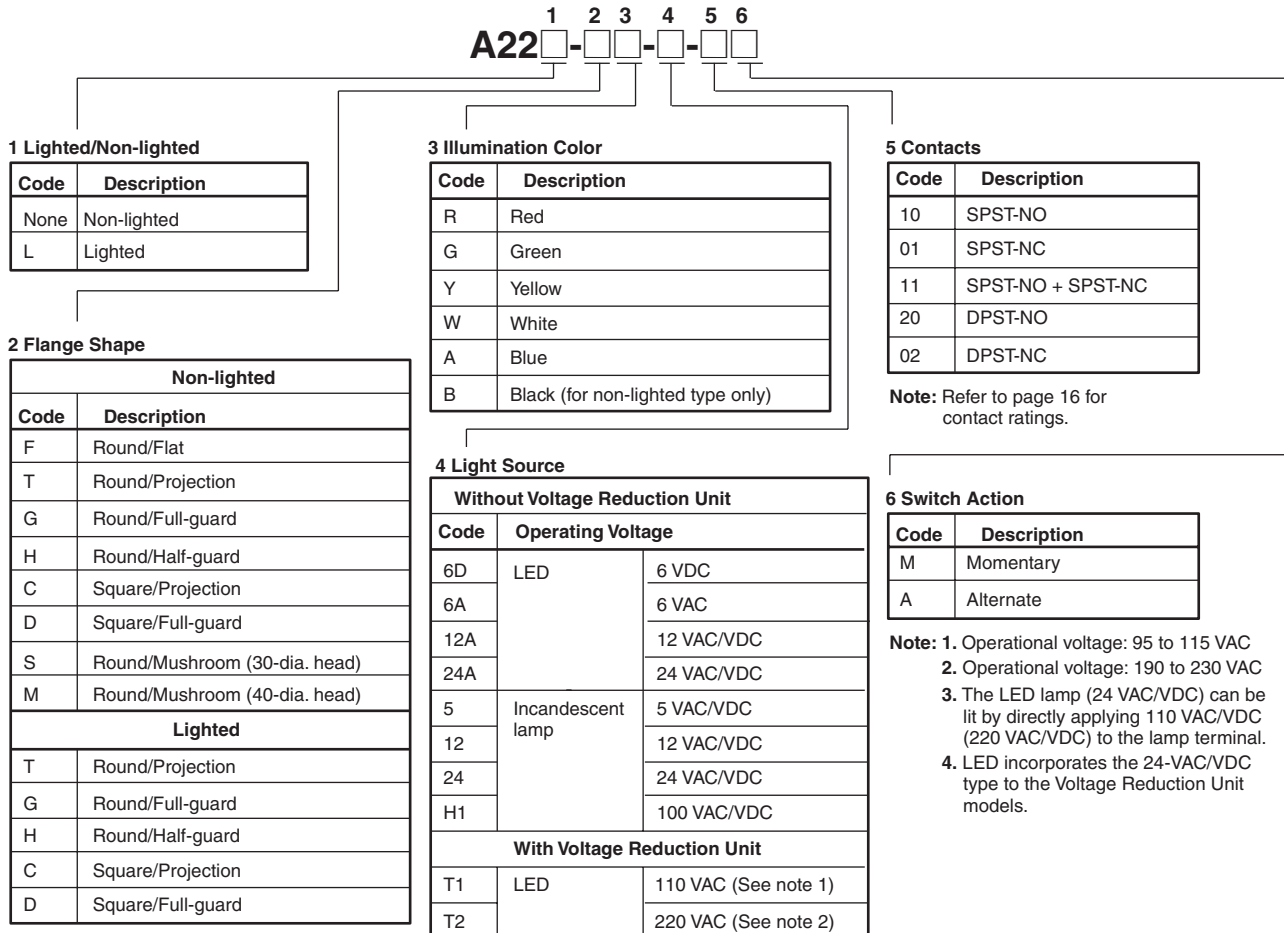 1 2 3 4 5 6
A22□-□□-□-□□
1 Lighted/Non-lighted
Code Description
None Non-lighted
L Lighted
2 Flange Shape
Non-lighted
Code Description
F Round/Flat
T Round/Projection
G Round/Full-guard
H Round/Half-guard
C Square/Projection
D Square/Full-guard
S Round/Mushroom (30-dia. head)
M Round/Mushroom (40-dia. head)
Lighted
T Round/Projection
G Round/Full-guard
H Round/Half-guard
C Square/Projection
D Square/Full-guard
3 Illumination Color
Code Description
R Red
G Green
Y Yellow
W White
A Blue
B Black (for non-lighted type only)
4 Light Source
Without Voltage Reduction Unit
Code Operating Voltage
6D LED 6 VDC
6A 6 VAC
12A 12 VAC/VDC
24A 24 VAC/VDC
5 Incandescent lamp 5 VAC/VDC
12 12 VAC/VDC
24 24 VAC/VDC
H1 100 VAC/VDC
With Voltage Reduction Unit
T1 LED 110 VAC (See note 1)
T2 220 VAC (See note 2)
5 Contacts
Code Description
10 SPST-NO
01 SPST-NC
11 SPST-NO + SPST-NC
20 DPST-NO
02 DPST-NC
Note: Refer to page 16 for
contact ratings.
6 Switch Action
Code Description
M Momentary
A Alternate
Note: 1. Operational voltage: 95 to 115 VAC
2. Operational voltage: 190 to 230 VAC
3. The LED lamp (24 VAC/VDC) can be
lit by directly applying 110 VAC/VDC
(220 VAC/VDC) to the lamp terminal.
4. LED incorporates the 24-VAC/VDC
type to the Voltage Reduction Unit
models.